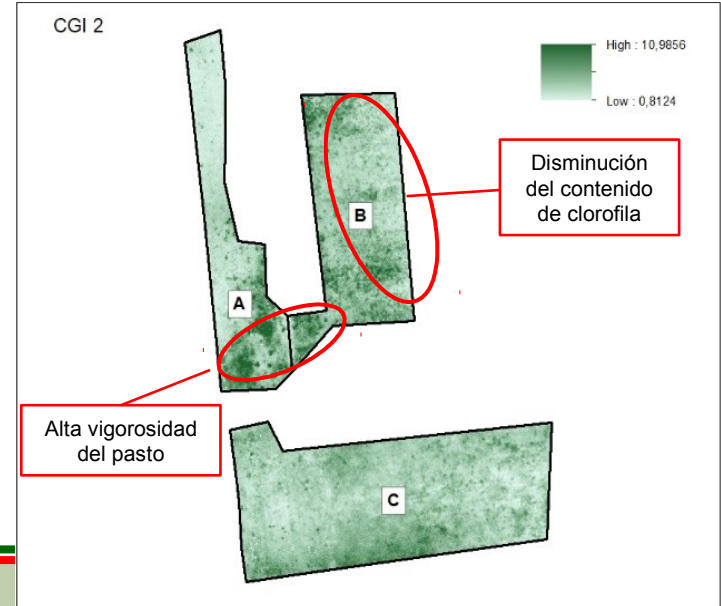 CGI 2
High : 10,9856
Low : 0,8124
Disminución
del contenido
de clorofila
B
A
Alta vigorosidad
del pasto
C